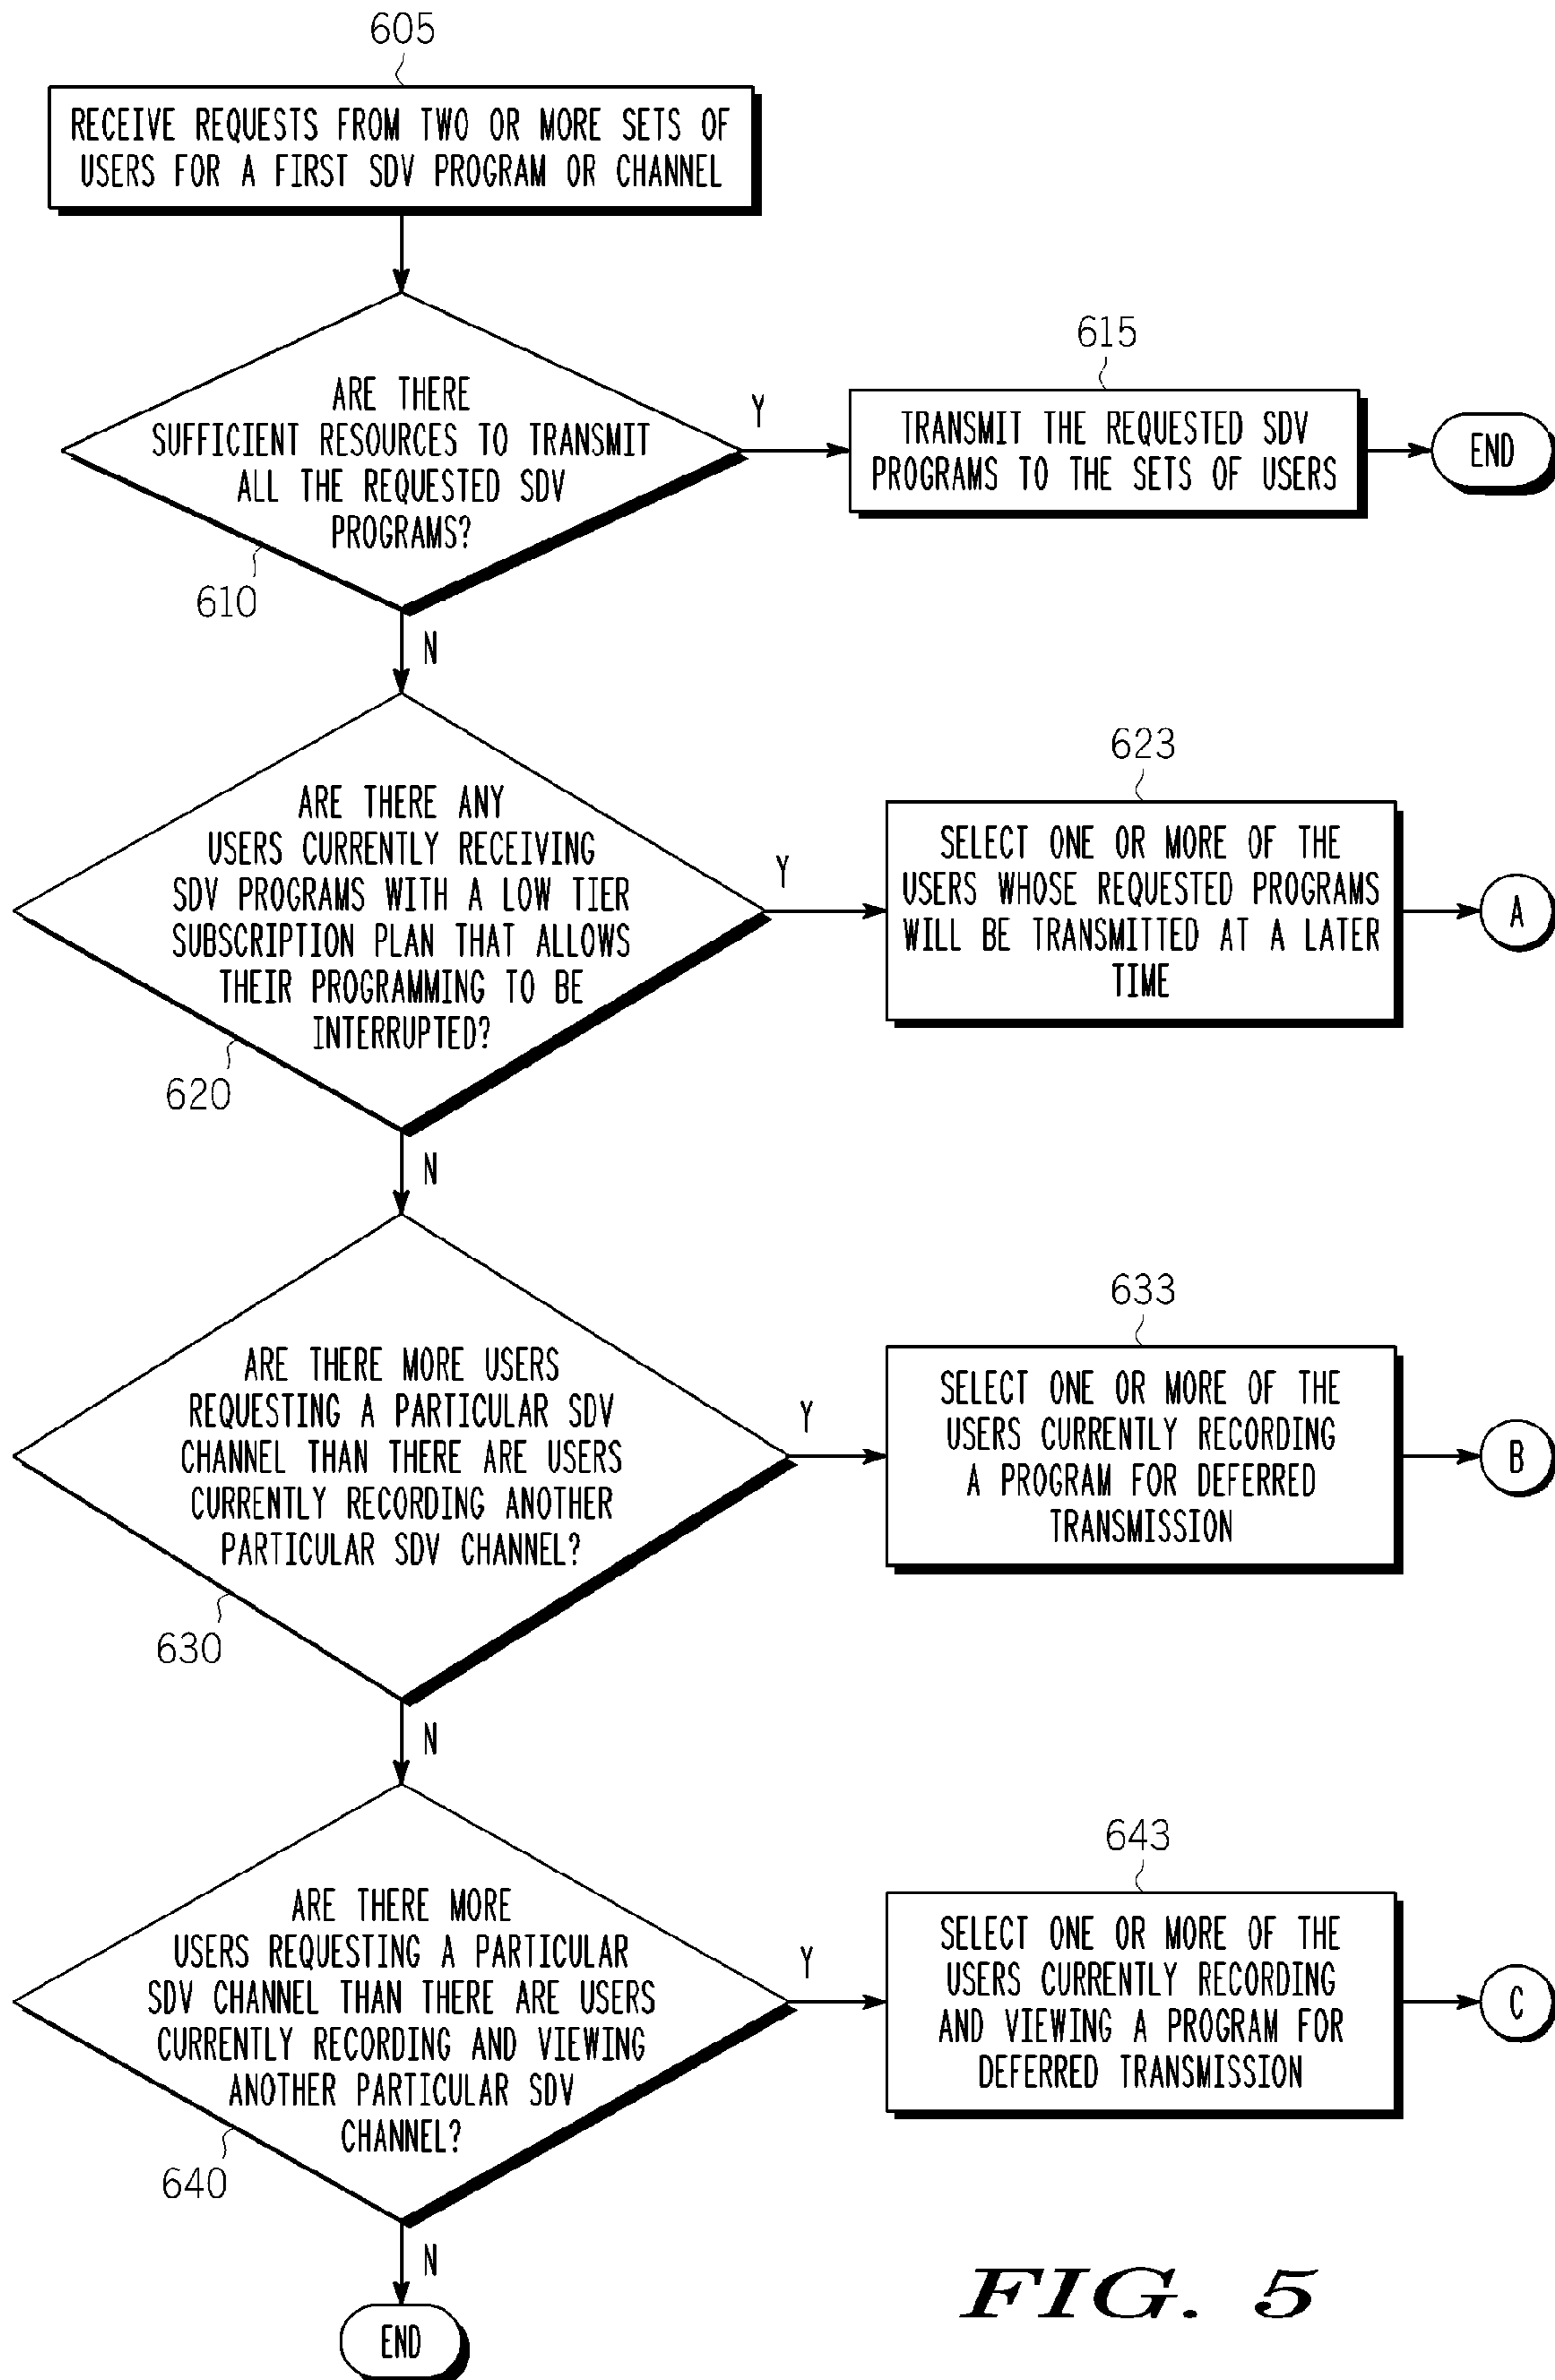 605
RECEIVE REQUESTS FROM TWO OR MORE SETS OF
USERS FOR A FIRST SDV PROGRAM OR CHANNEL
ARE THERE
SUFFICIENT RESOURCES TO TRANSMIT
ALL THE REQUESTED SDV
PROGRAMS?
610
Y
615
TRANSMIT THE REQUESTED SDV
PROGRAMS TO THE SETS OF USERS
END
N
ARE THERE ANY
USERS CURRENTLY RECEIVING
SDV PROGRAMS WITH A LOW TIER
SUBSCRIPTION PLAN THAT ALLOWS
THEIR PROGRAMMING TO BE
INTERRUPTED?
620
Y
623
SELECT ONE OR MORE OF THE
USERS WHOSE REQUESTED PROGRAMS
WILL BE TRANSMITTED AT A LATER
TIME
A
N
ARE THERE MORE USERS
REQUESTING A PARTICULAR SDV
CHANNEL THAN THERE ARE USERS
CURRENTLY RECORDING ANOTHER
PARTICULAR SDV CHANNEL?
630
Y
633
SELECT ONE OR MORE OF THE
USERS CURRENTLY RECORDING
A PROGRAM FOR DEFERRED
TRANSMISSION
B
N
ARE THERE MORE
USERS REQUESTING A PARTICULAR
SDV CHANNEL THAN THERE ARE USERS
CURRENTLY RECORDING AND VIEWING
ANOTHER PARTICULAR SDV
CHANNEL?
640
Y
643
SELECT ONE OR MORE OF THE
USERS CURRENTLY RECORDING
AND VIEWING A PROGRAM FOR
DEFERRED TRANSMISSION
C
N
END
FIG. 5